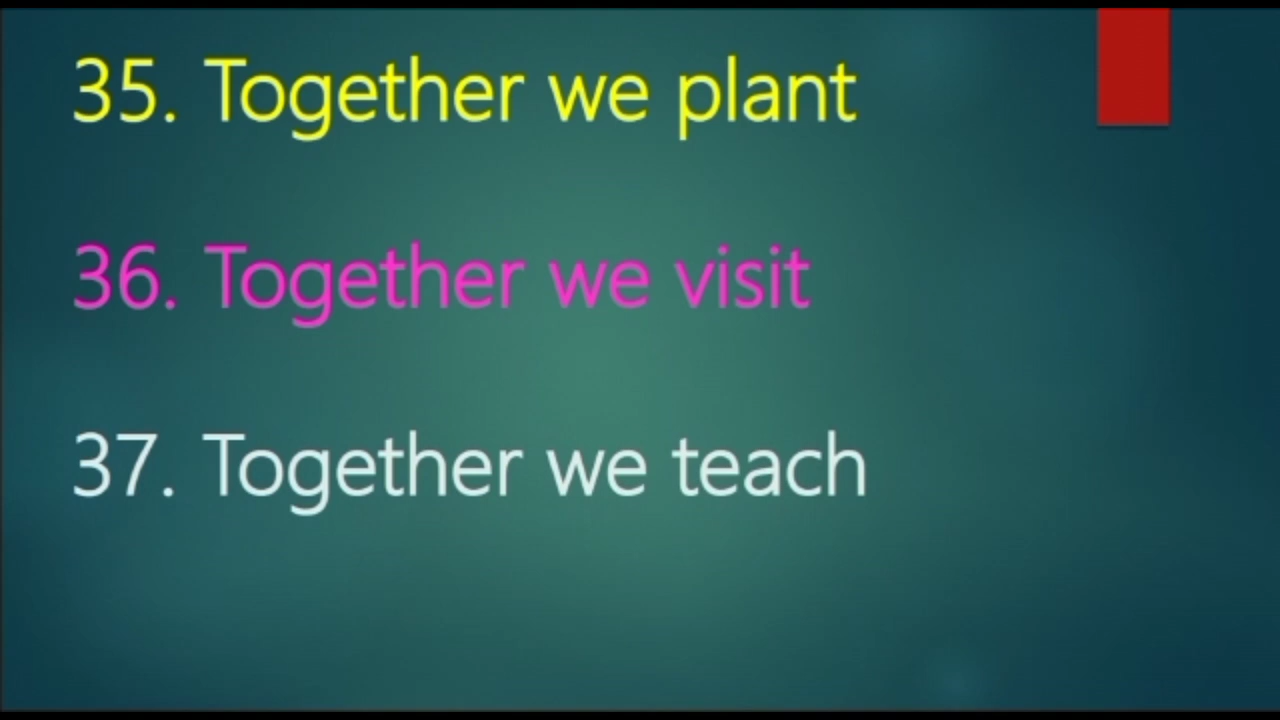 35. Together we plant
36. Together we visit
37. Together we teach